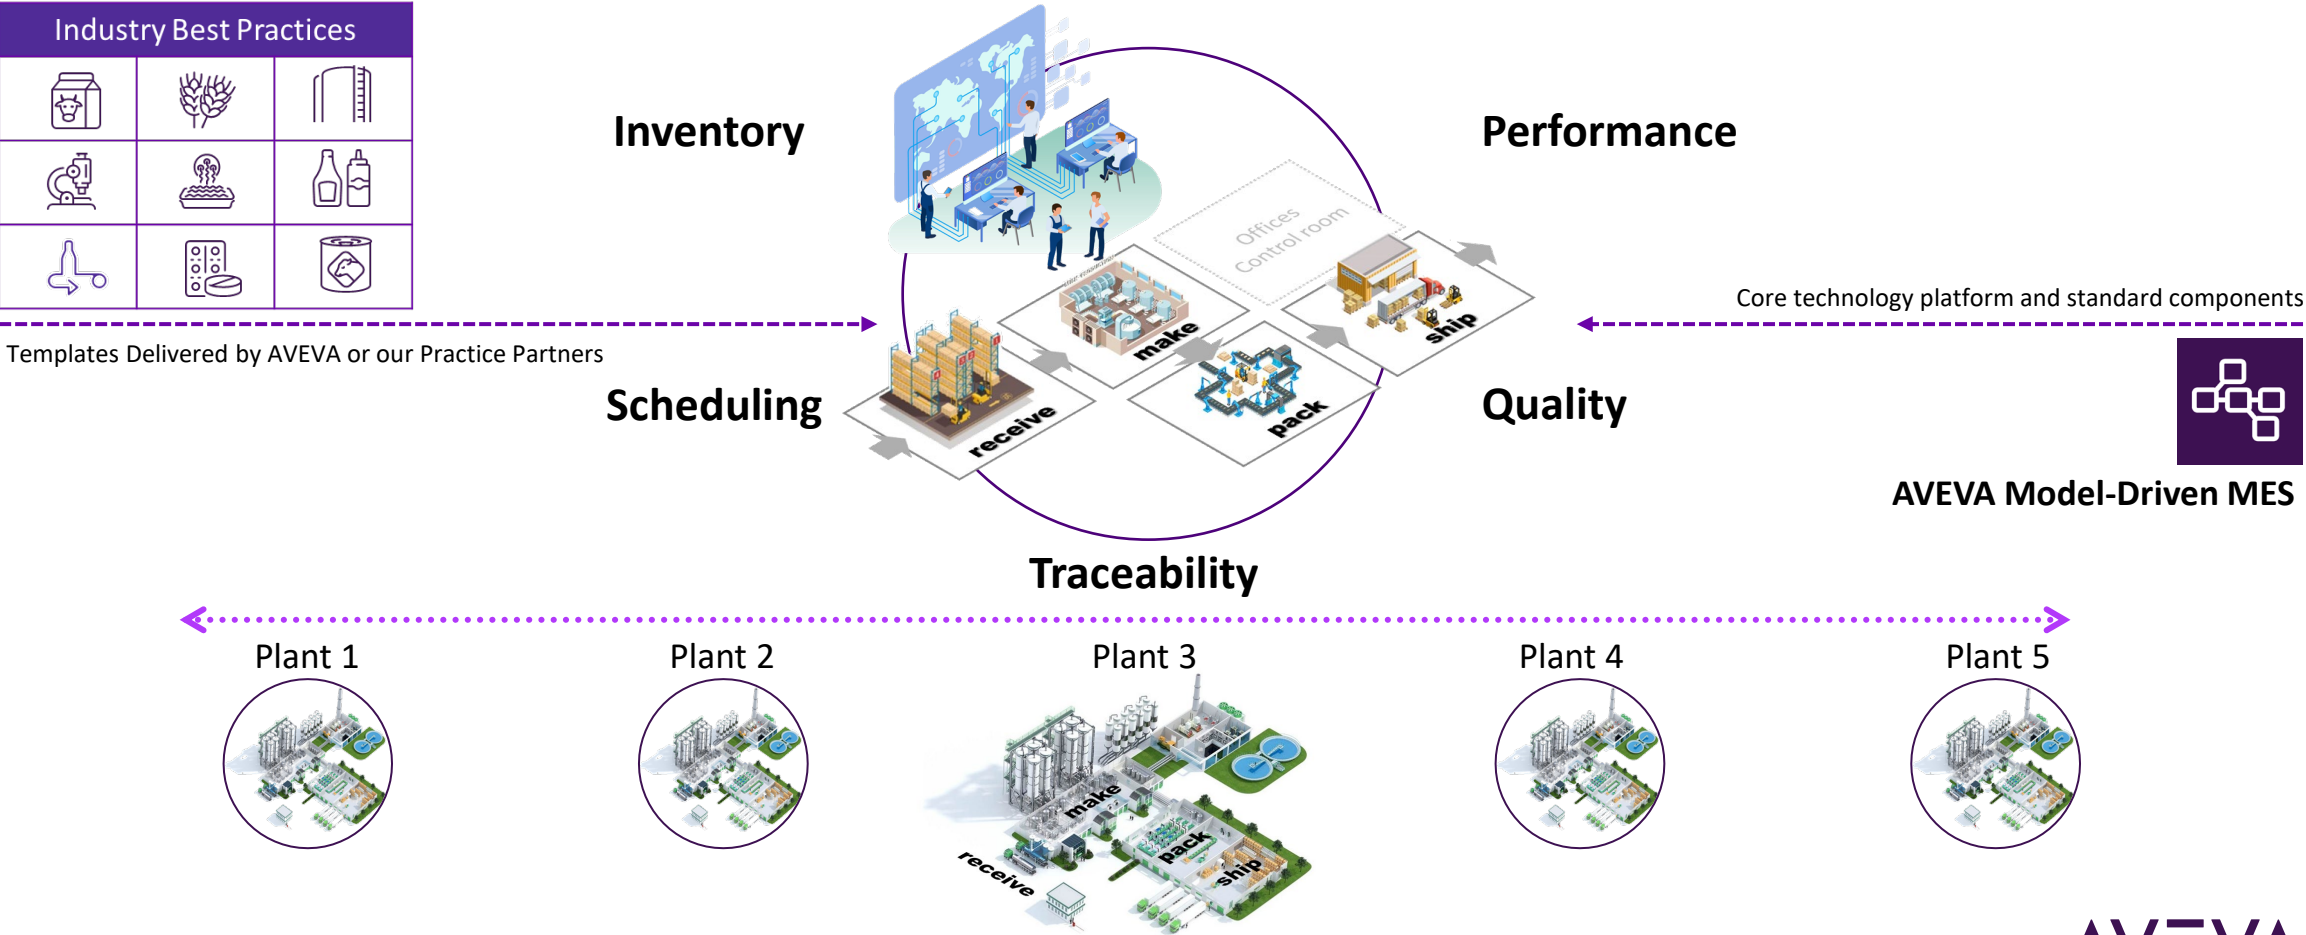 Industry Best Practices
Inventory
Performance
Offices
Control room
Core technology platform and standard components
Templates Delivered by AVEVA or our Practice Partners
make
ship
Scheduling
Quality
receive
pack
AVEVA Model-Driven MES
Traceability
Plant 1
Plant 2
Plant 3
Plant 4
Plant 5
make
pack
receive
ship
AVEVA